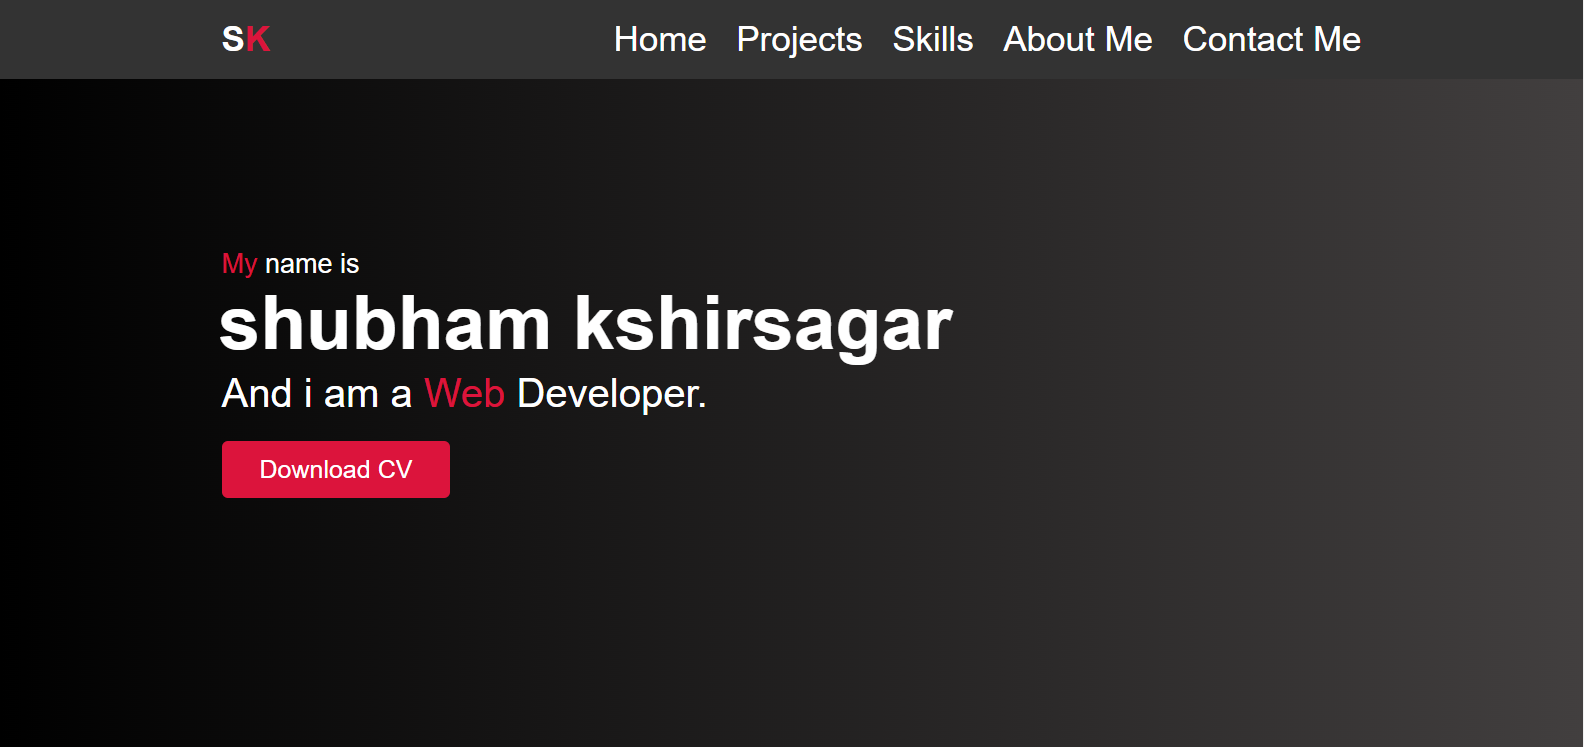 SK Home Projects Skills About Me Contact Me
My name is
shubham kshirsagar
And i am a Web Developer.
Download CV